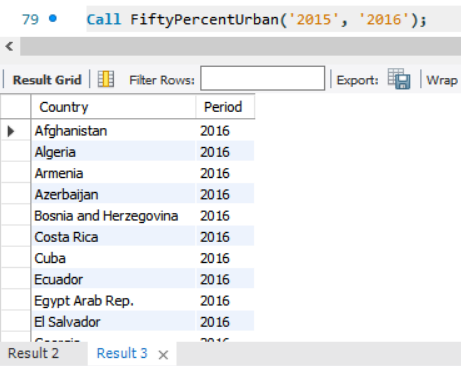 79 Call FiftyPercentUrban('2015', '2016');
Result Grid Filter Rows: Export: Wrap
Country Period
Afghanistan 2016
Algeria 2016
Armenia 2016
Azerbaijan 2016
Bosnia and Herzegovina 2016
Costa Rica 2016
Cuba 2016
Ecuador 2016
Egypt Arab Rep. 2016
El Salvador 2016
Result 2 Result 3 ×